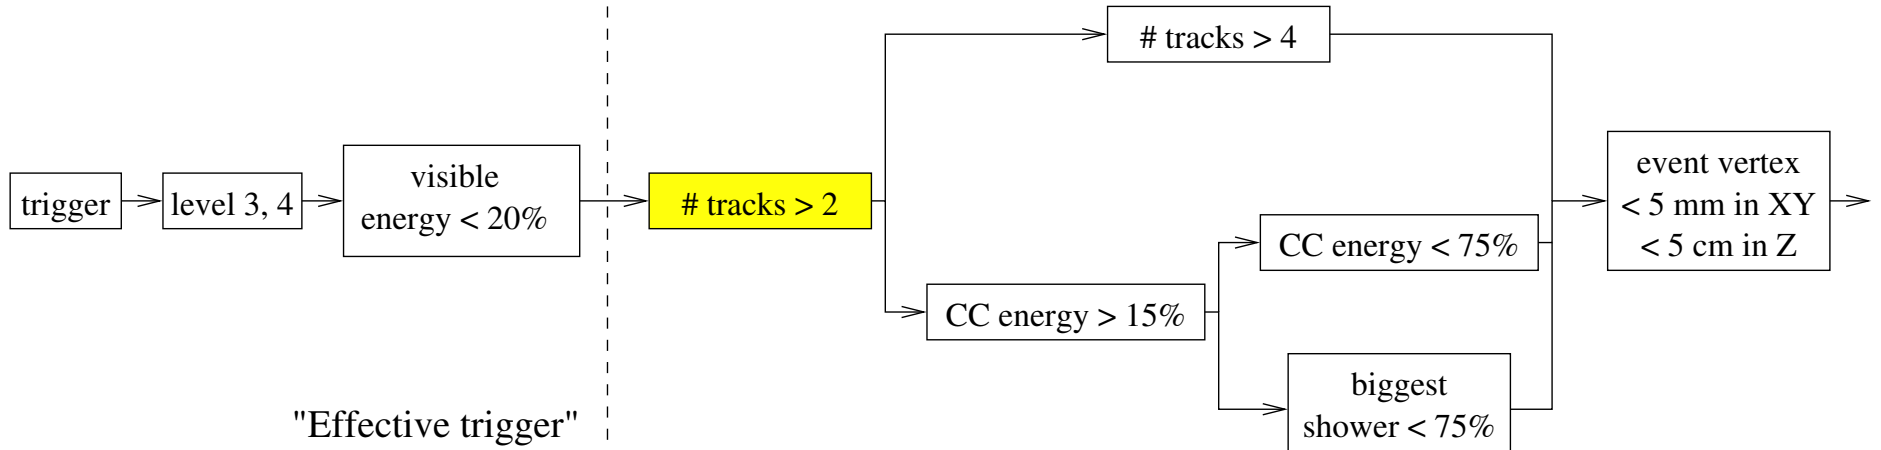 trigger
level 3, 4
visible
energy < 20%
# tracks > 2
# tracks > 4
CC energy > 15%
CC energy < 75%
biggest
shower < 75%
event vertex
< 5 mm in XY
< 5 cm in Z
"Effective trigger"